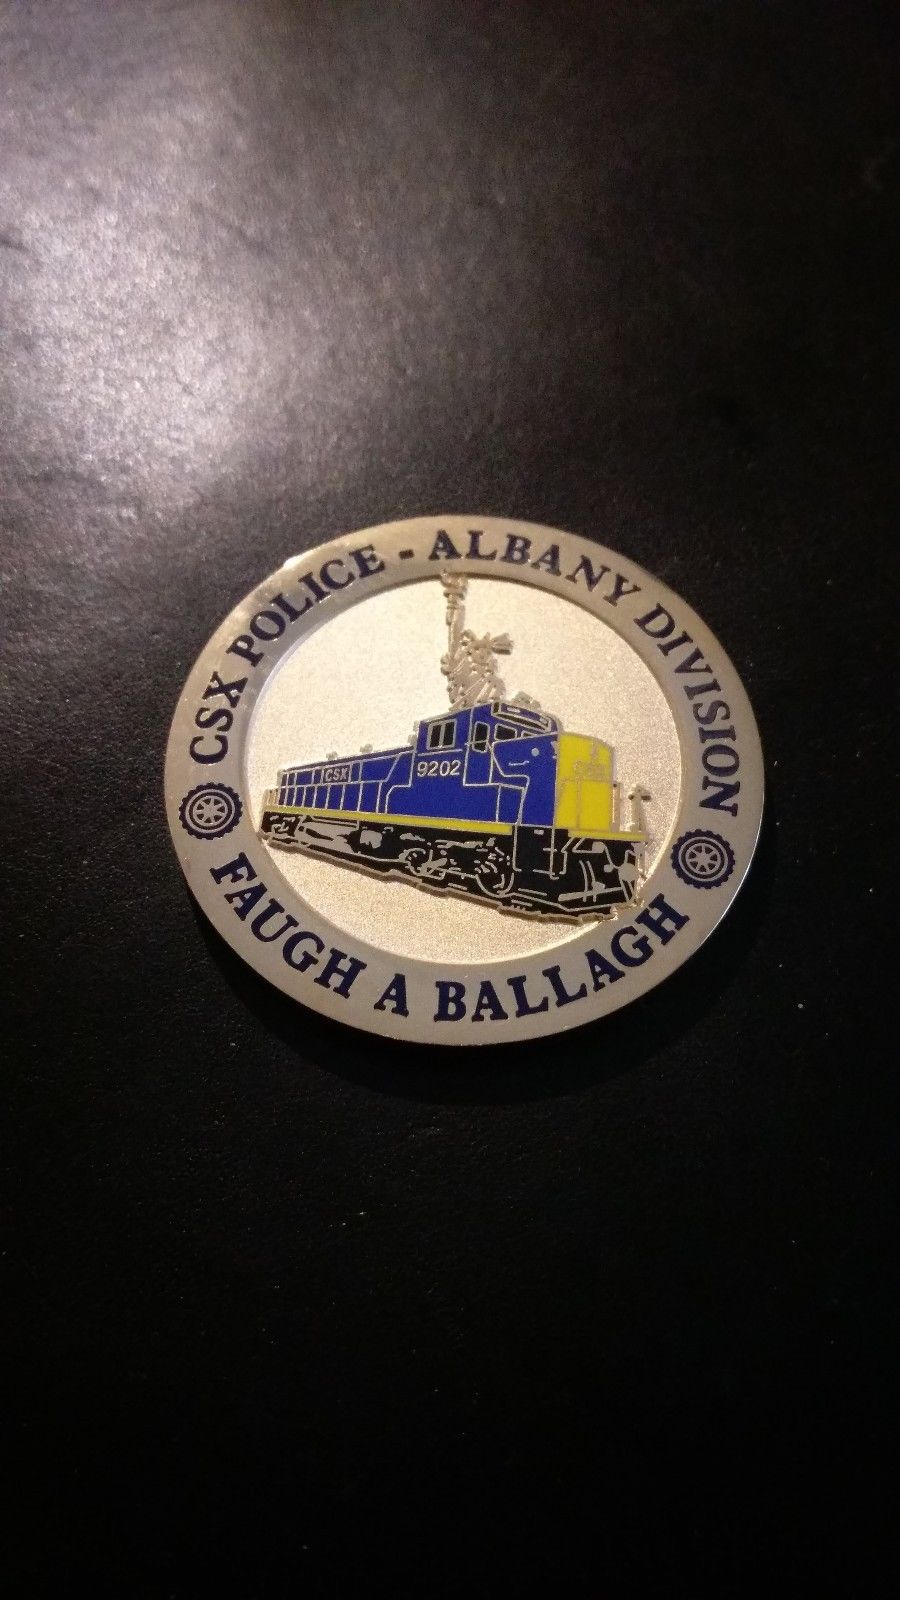 CSX POLICE - ALBANY DIVISION
CSX
9202
FAUGH A BALLAGH